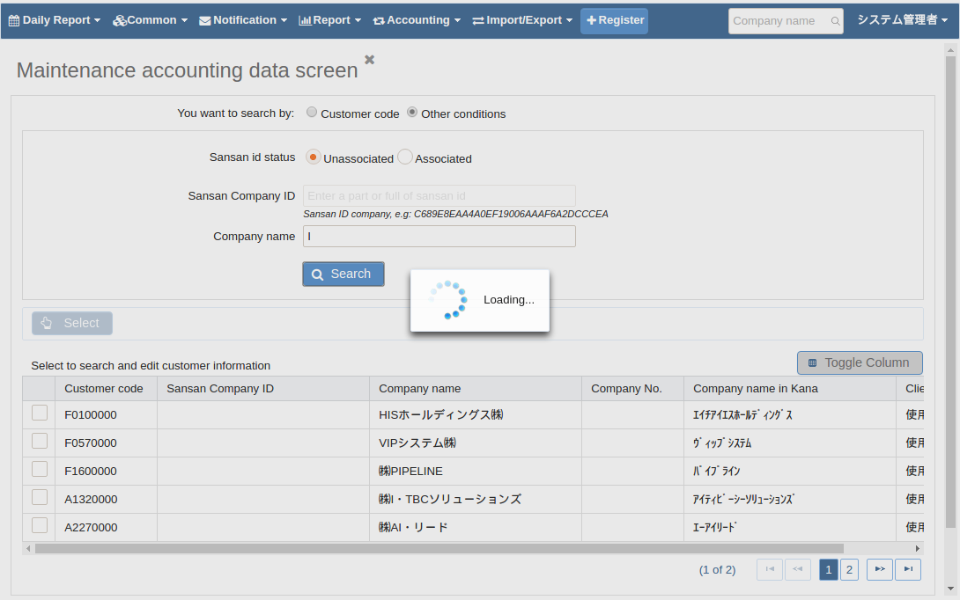 Daily Report Common Notification Report Accounting Import/Export Register Company name システム管理者
Maintenance accounting data screen
You want to search by: Customer code Other conditions
Sansan id status Unassociated Associated
Sansan Company ID Enter a part or full of sansan id
Sansan ID company, e.g: C689E8EAA4A0EF19006AAAF6A2DCCCEA
Company name I
Search
Loading...
Select
Select to search and edit customer information Toggle Column
Customer code Sansan Company ID Company name Company No. Company name in Kana Clie
F0100000 HISホールディングス㈱ エイチアイエスホールディングス 使用
F0570000 VIPシステム㈱ ヴィップシステム 使用
F1600000 ㈱PIPELINE パイプライン 使用
A1320000 ㈱I・TBCソリューションズ アイティビーシーソリューションズ 使用
A2270000 ㈱AI・リード エーアイリード 使用
(1 of 2) 1 2